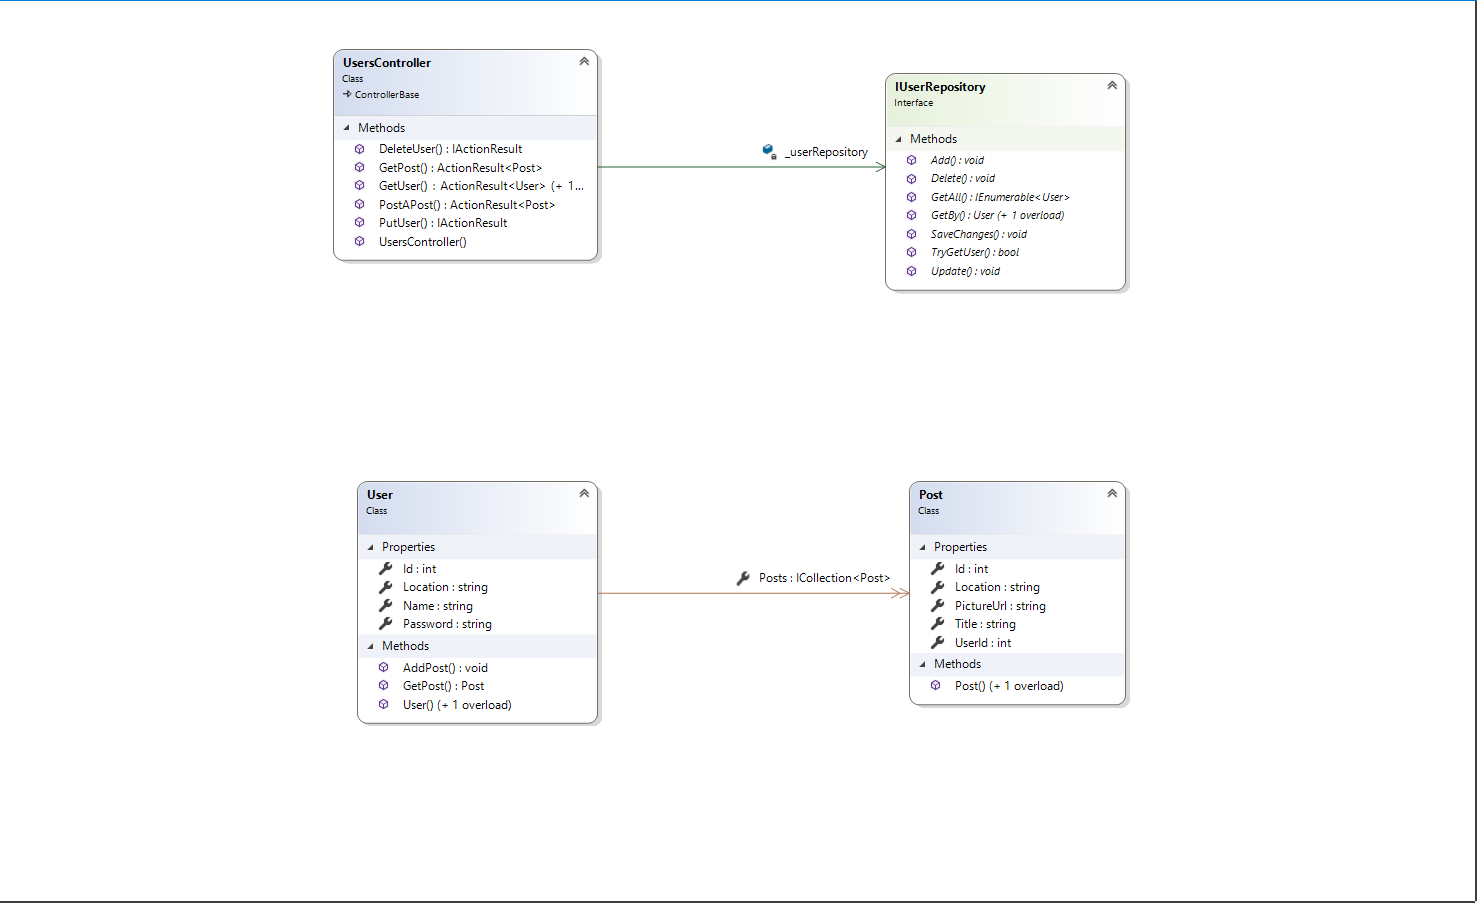 UsersController
Class
ControllerBase
Methods
DeleteUser() : IActionResult
GetPost() : ActionResult<Post>
GetUser() : ActionResult<User> (+ 1...
PostAPost() : ActionResult<Post>
PutUser() : IActionResult
UsersController()
_userRepository
IUserRepository
Interface
Methods
Add() : void
Delete() : void
GetAll() : IEnumerable<User>
GetBy() : User (+ 1 overload)
SaveChanges() : void
TryGetUser() : bool
Update() : void
User
Class
Properties
Id : int
Location : string
Name : string
Password : string
Methods
AddPost() : void
GetPost() : Post
User() (+ 1 overload)
Posts : ICollection<Post>
Post
Class
Properties
Id : int
Location : string
PictureUrl : string
Title : string
UserId : int
Methods
Post() (+ 1 overload)